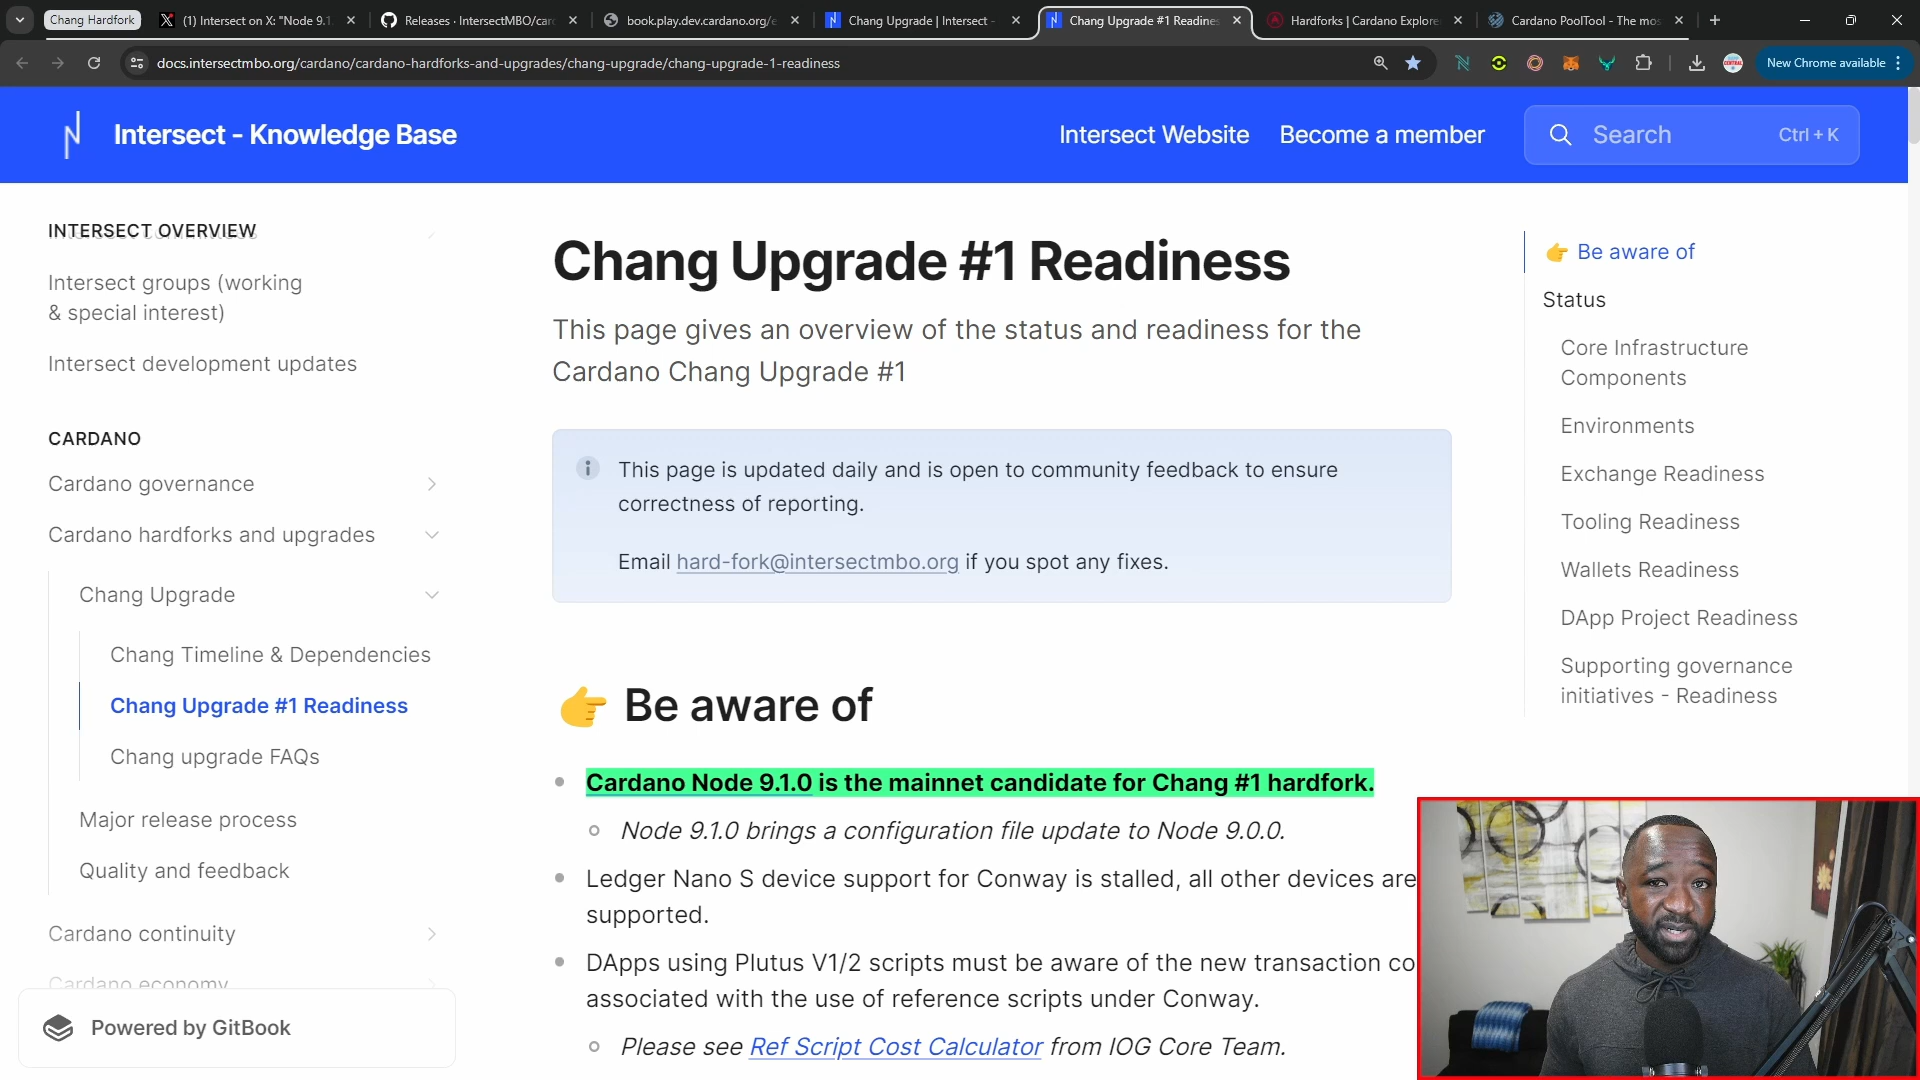 Chang Hardfork
(1) Intersect on X: "Node 9.1
Releases · IntersectMBO/car
book.play.dev.cardano.org/e
Chang Upgrade | Intersect -
Chang Upgrade #1 Readines
Hardforks | Cardano Explore
Cardano PoolTool - The mos
docs.intersectmbo.org/cardano/cardano-hardforks-and-upgrades/chang-upgrade/chang-upgrade-1-readiness
New Chrome available
Intersect - Knowledge Base
Intersect Website
Become a member
Search
Ctrl + K
INTERSECT OVERVIEW
Intersect groups (working
& special interest)
Intersect development updates
CARDANO
Cardano governance
Cardano hardforks and upgrades
Chang Upgrade
Chang Timeline & Dependencies
Chang Upgrade #1 Readiness
Chang upgrade FAQs
Major release process
Quality and feedback
Cardano continuity
Cardano economy
Powered by GitBook
Chang Upgrade #1 Readiness
This page gives an overview of the status and readiness for the
Cardano Chang Upgrade #1
This page is updated daily and is open to community feedback to ensure
correctness of reporting.
Email hard-fork@intersectmbo.org if you spot any fixes.
👉 Be aware of
Cardano Node 9.1.0 is the mainnet candidate for Chang #1 hardfork.
Node 9.1.0 brings a configuration file update to Node 9.0.0.
Ledger Nano S device support for Conway is stalled, all other devices are
supported.
DApps using Plutus V1/2 scripts must be aware of the new transaction co
associated with the use of reference scripts under Conway.
Please see Ref Script Cost Calculator from IOG Core Team.
👉 Be aware of
Status
Core Infrastructure
Components
Environments
Exchange Readiness
Tooling Readiness
Wallets Readiness
DApp Project Readiness
Supporting governance
initiatives - Readiness